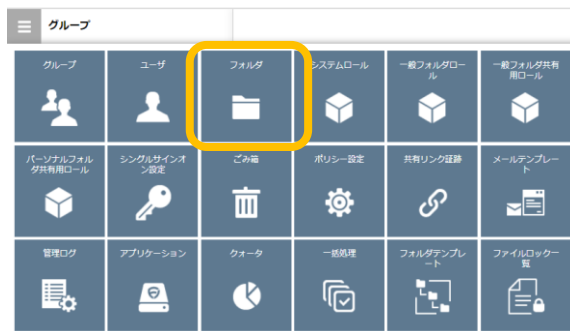 グループ
グループ
ユーザ
フォルダ
システムロール
一般フォルダロー
ル
一般フォルダ共有
用ロール
パーソナルフォル
ダ共有用ロール
シングルサインオ
ン設定
ごみ箱
ポリシー設定
共有リンク証跡
メールテンプレー
ト
管理ログ
アプリケーション
クォータ
一括処理
フォルダテンプレ
ート
ファイルロック一
覧